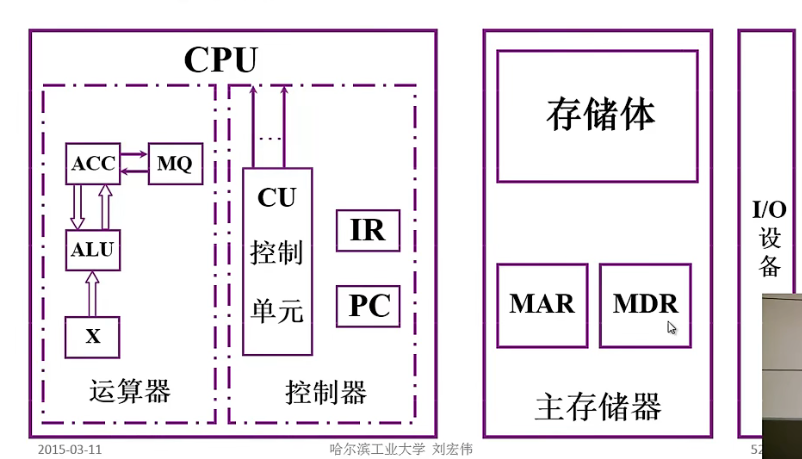 CPU
ACC
MQ
ALU
X
运算器
...
CU
控制
单元
IR
PC
控制器
存储体
MAR
MDR
主存储器
I/O
设
备
2015-03-11
哈尔滨工业大学 刘宏伟
52